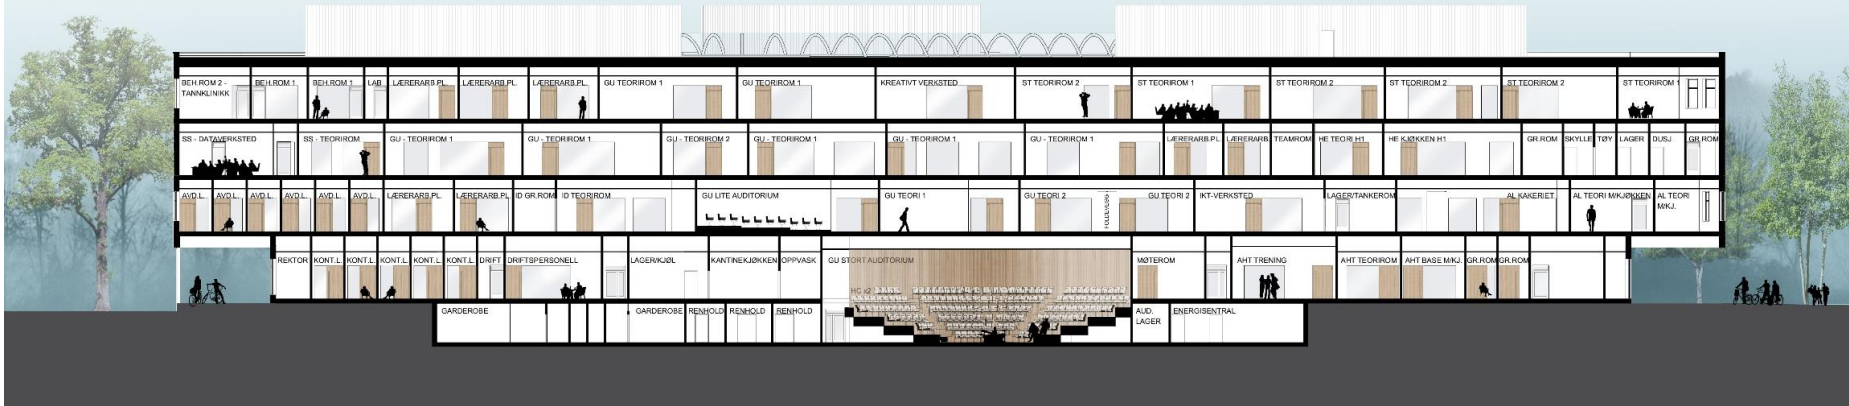 BEH.ROM 2 -
TANNKLINIKK
BEH.ROM 1
BEH.ROM 1
LAB
LÆRERARB.PL.
LÆRERARB.PL.
LÆRERARB.PL.
GU TEORIROM 1
GU TEORIROM 1
KREATIVT VERKSTED
ST TEORIROM 2
ST TEORIROM 1
ST TEORIROM 2
ST TEORIROM 2
ST TEORIROM 2
ST TEORIROM 1
SS - DATAVERKSTED
SS - TEORIROM
GU - TEORIROM 1
GU - TEORIROM 1
GU - TEORIROM 2
GU - TEORIROM 1
GU - TEORIROM 1
GU - TEORIROM 1
LÆRERARB.PL.
LÆRERARB.
TEAMROM
HE TEORI H1
HE KJØKKEN H1
GR.ROM
SKYLLE
TØY
LAGER
DUSJ
GR.ROM
AVD.L.
AVD.L.
AVD.L.
AVD.L.
AVD.L.
AVD.L.
LÆRERARB.PL.
LÆRERARB.PL.
ID GR.ROM
ID TEORIROM
GU LITE AUDITORIUM
GU TEORI 1
GU TEORI 2
FOLDEVEGG
GU TEORI 2
IKT-VERKSTED
LAGER/TANKEROM
AL KAKERIET
AL TEORI M/KJØKKEN
AL TEORI
M/KJ.
REKTOR
KONT.L.
KONT.L.
KONT.L.
KONT.L.
KONT.L.
DRIFT
DRIFTSPERSONELL
LAGER/KJØL
KANTINEKJØKKEN
OPPVASK
GU STORT AUDITORIUM
HC x2
MØTEROM
AHT TRENING
AHT TEORIROM
AHT BASE M/KJ.
GR.ROM
GR.ROM
GARDEROBE
GARDEROBE
RENHOLD
RENHOLD
RENHOLD
AUD.
LAGER
ENERGISENTRAL